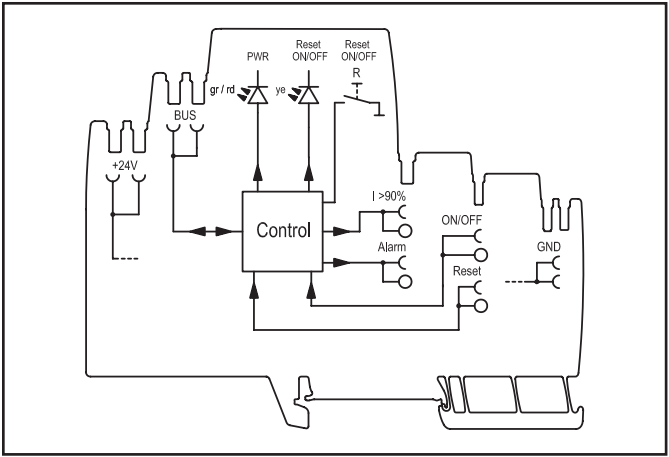 PWR
Reset
ON/OFF
Reset
ON/OFF
R
gr / rd
ye
BUS
+24V
I >90%
Control
ON/OFF
Alarm
GND
Reset